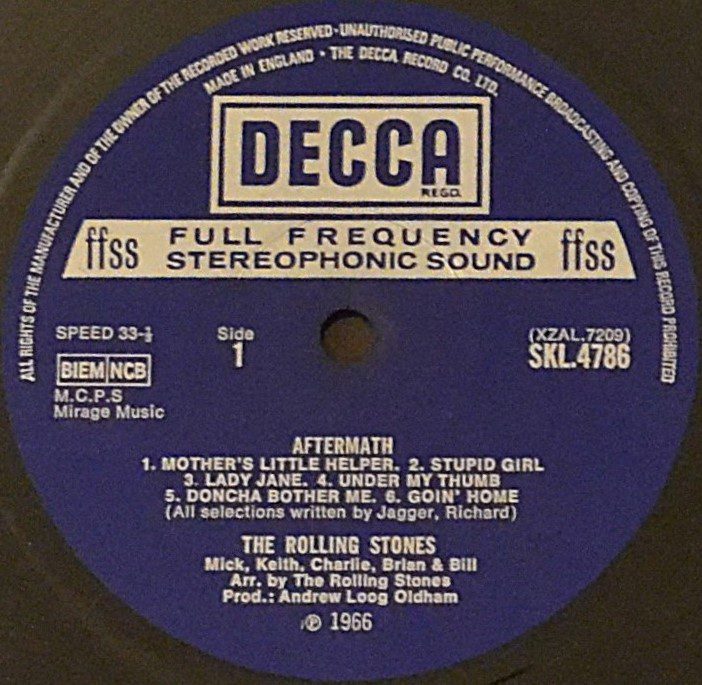 ALL RIGHTS OF THE MANUFACTURER AND OF THE OWNER OF THE RECORDED WORK RESERVED · UNAUTHORISED PUBLIC PERFORMANCE BROADCASTING AND COPYING OF THIS RECORD PROHIBITED
MADE IN ENGLAND · THE DECCA RECORD CO. LTD.
DECCA
REGD.
ffss FULL FREQUENCY STEREOPHONIC SOUND ffss
SPEED 33-⅓
Side
1
(XZAL.7209)
SKL.4786
BIEM NCB
M.C.P.S
Mirage Music
AFTERMATH
1. MOTHER'S LITTLE HELPER. 2. STUPID GIRL
3. LADY JANE. 4. UNDER MY THUMB
5. DONCHA BOTHER ME. 6. GOIN' HOME
(All selections written by Jagger, Richard)
THE ROLLING STONES
Mick, Keith, Charlie, Brian & Bill
Arr. by The Rolling Stones
Prod.: Andrew Loog Oldham
℗ 1966